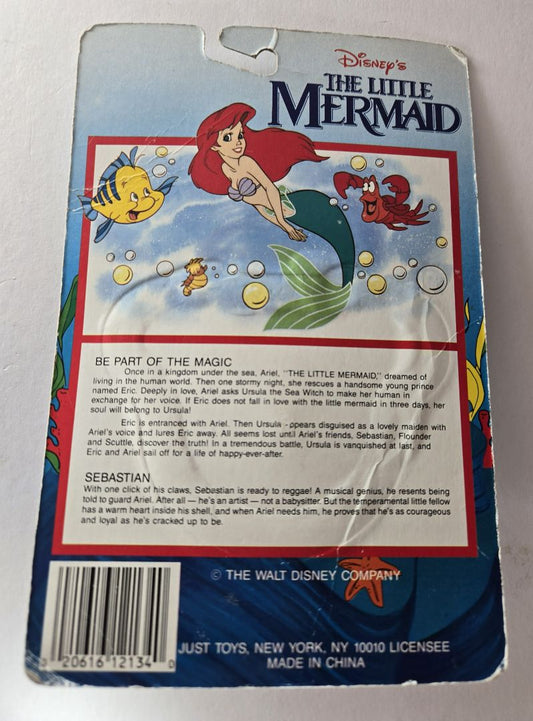 DISNEY'S
THE LITTLE
MERMAID
BE PART OF THE MAGIC
Once in a kingdom under the sea, Ariel, "THE LITTLE MERMAID," dreamed of
living in the human world. Then one stormy night, she rescues a handsome young prince
named Eric. Deeply in love, Ariel asks Ursula the Sea Witch to make her human in
exchange for her voice. If Eric does not fall in love with the little mermaid in three days, her
soul will belong to Ursula!
Eric is entranced with Ariel. Then Ursula ppears disguised as a lovely maiden with
Ariel's voice and lures Eric away. All seems lost until Ariel's friends, Sebastian, Flounder
and Scuttle, discover the truth! In a tremendous battle, Ursula is vanquished at last, and
Eric and Ariel sail off for a life of happy-ever-after.
SEBASTIAN
With one click of his claws, Sebastian is ready to reggae! A musical genius, he resents being
told to guard Ariel. After all — he's an artist — not a babysitter. But the temperamental little fellow
has a warm heart inside his shell, and when Ariel needs him, he proves that he's as courageous
and loyal as he's cracked up to be.
© THE WALT DISNEY COMPANY
JUST TOYS, NEW YORK, NY 10010 LICENSEE
MADE IN CHINA
0 20616 12134 0